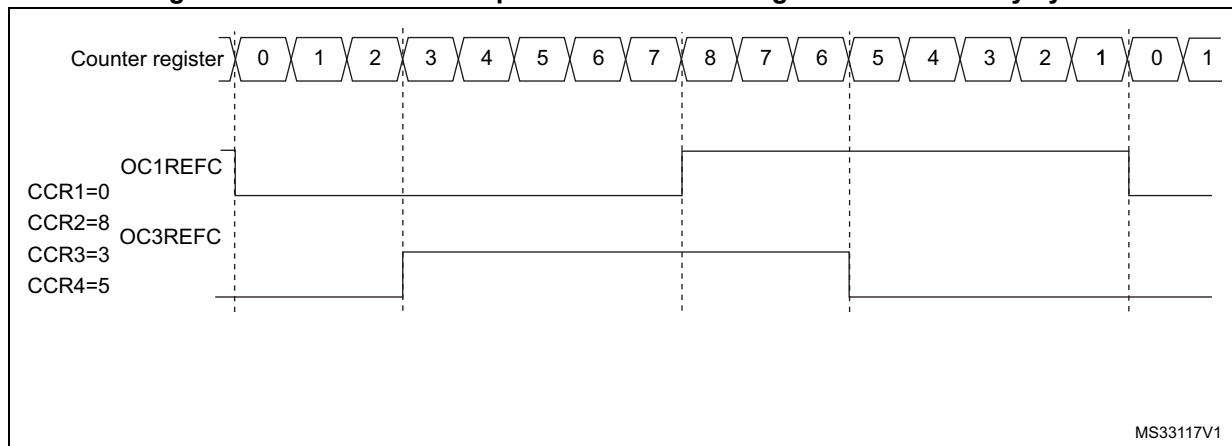 Counter register 0 1 2 3 4 5 6 7 8 7 6 5 4 3 2 1 0 1
OC1REFC
CCR1=0
CCR2=8
OC3REFC
CCR3=3
CCR4=5
MS33117V1